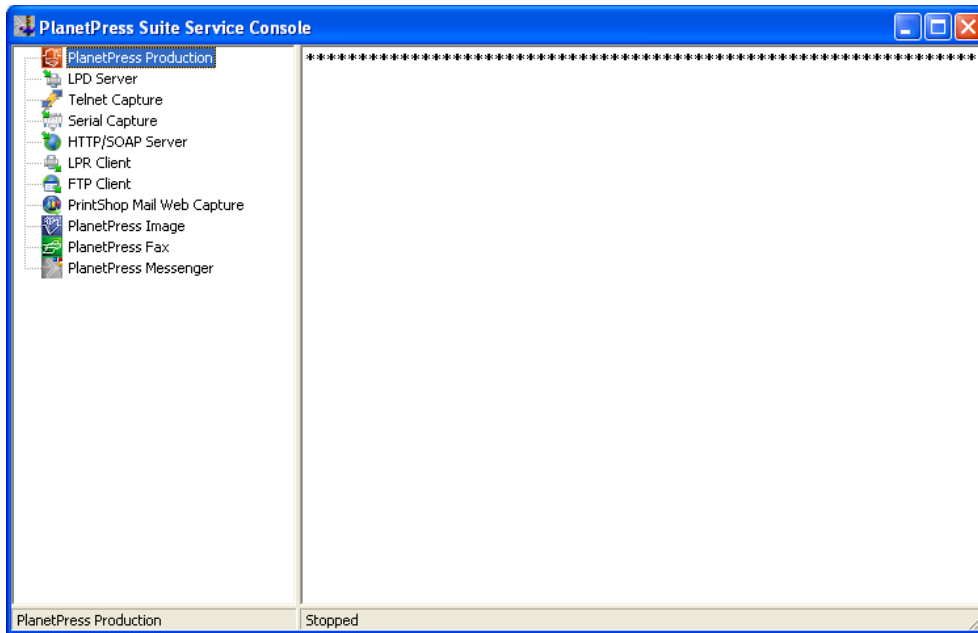 PlanetPress Suite Service Console
PlanetPress Production
****************************************************************
LPD Server
Telnet Capture
Serial Capture
HTTP/SOAP Server
LPR Client
FTP Client
PrintShop Mail Web Capture
PlanetPress Image
PlanetPress Fax
PlanetPress Messenger
PlanetPress Production
Stopped